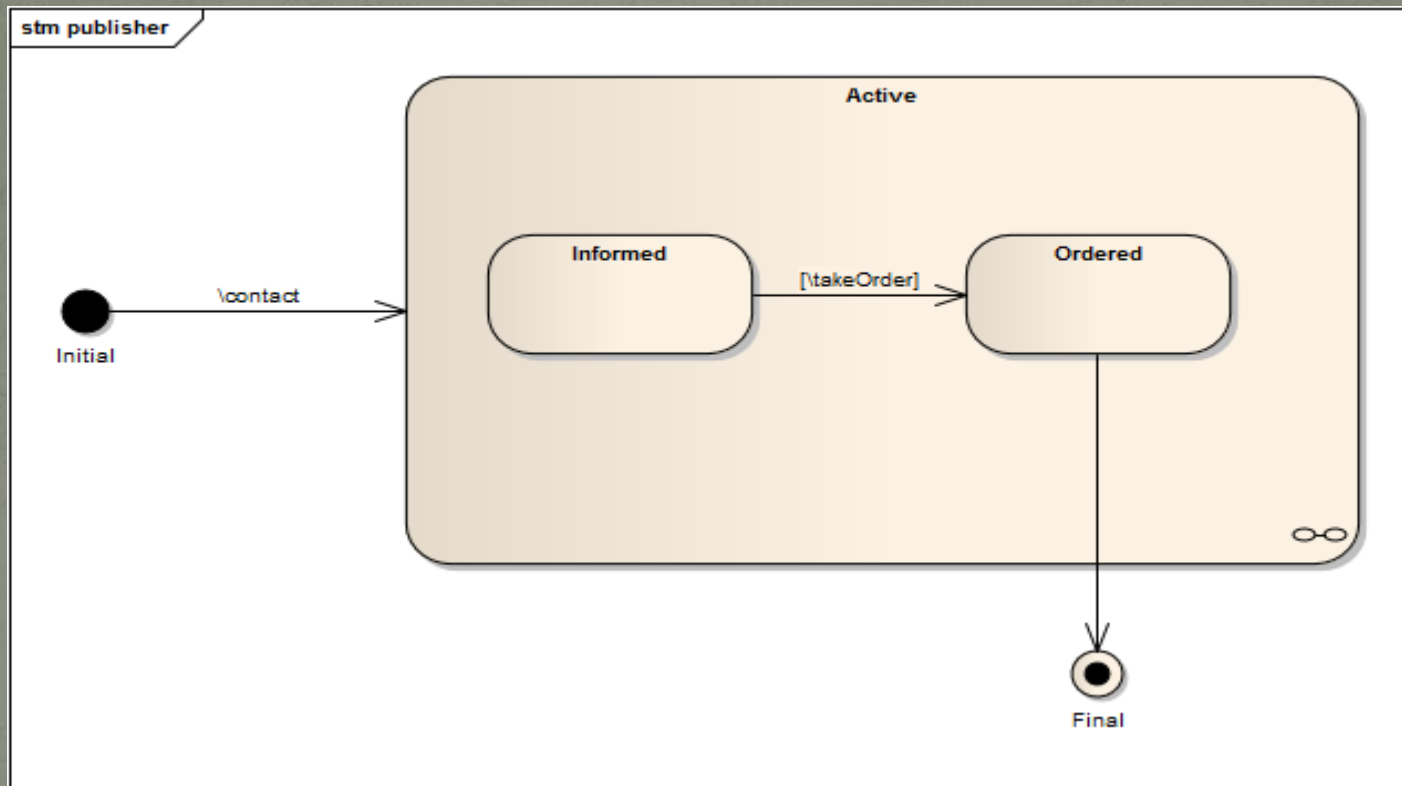 stm publisher
Active
Informed
[\takeOrder]
Ordered
\contact
Initial
Final